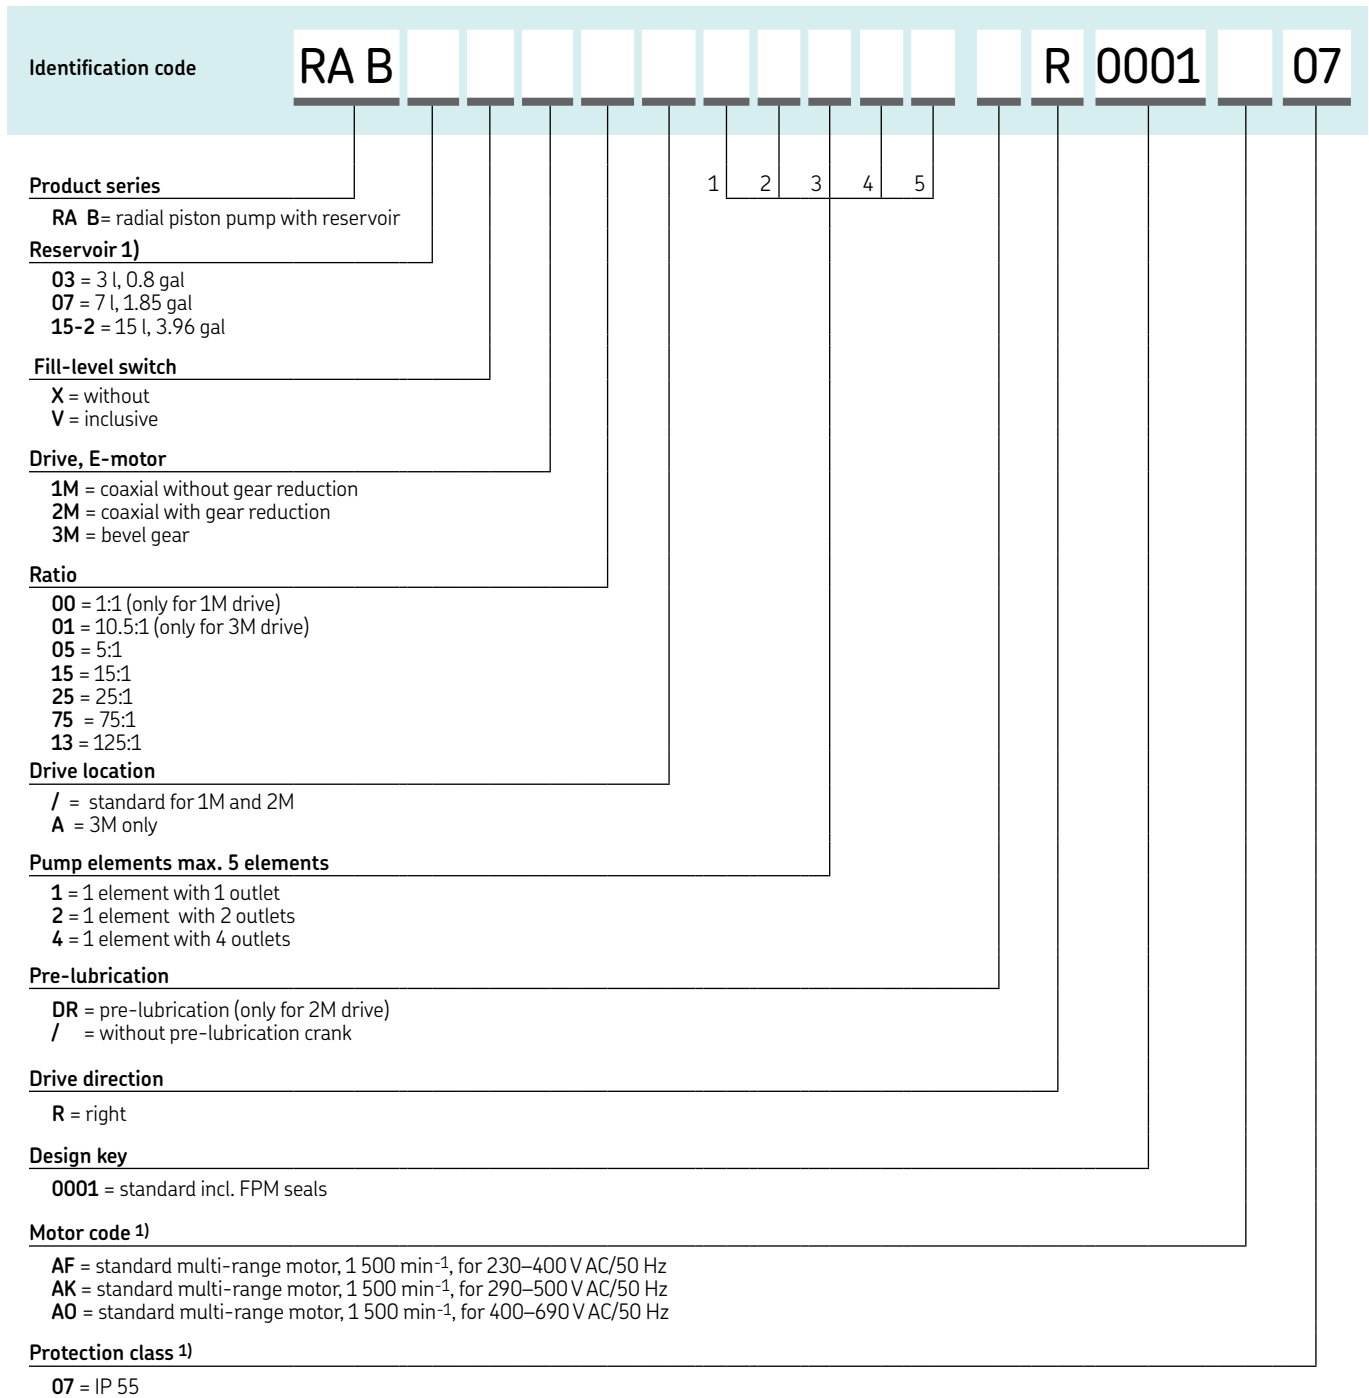 Identification code RA B R 0001 07
1 2 3 4 5
Product series
RA B= radial piston pump with reservoir
Reservoir 1)
03 = 3 l, 0.8 gal
07 = 7 l, 1.85 gal
15-2 = 15 l, 3.96 gal
Fill-level switch
X = without
V = inclusive
Drive, E-motor
1M = coaxial without gear reduction
2M = coaxial with gear reduction
3M = bevel gear
Ratio
00 = 1:1 (only for 1M drive)
01 = 10.5:1 (only for 3M drive)
05 = 5:1
15 = 15:1
25 = 25:1
75 = 75:1
13 = 125:1
Drive location
/ = standard for 1M and 2M
A = 3M only
Pump elements max. 5 elements
1 = 1 element with 1 outlet
2 = 1 element with 2 outlets
4 = 1 element with 4 outlets
Pre-lubrication
DR = pre-lubrication (only for 2M drive)
/ = without pre-lubrication crank
Drive direction
R = right
Design key
0001 = standard incl. FPM seals
Motor code 1)
AF = standard multi-range motor, 1 500 min-1, for 230–400 V AC/50 Hz
AK = standard multi-range motor, 1 500 min-1, for 290–500 V AC/50 Hz
AO = standard multi-range motor, 1 500 min-1, for 400–690 V AC/50 Hz
Protection class 1)
07 = IP 55